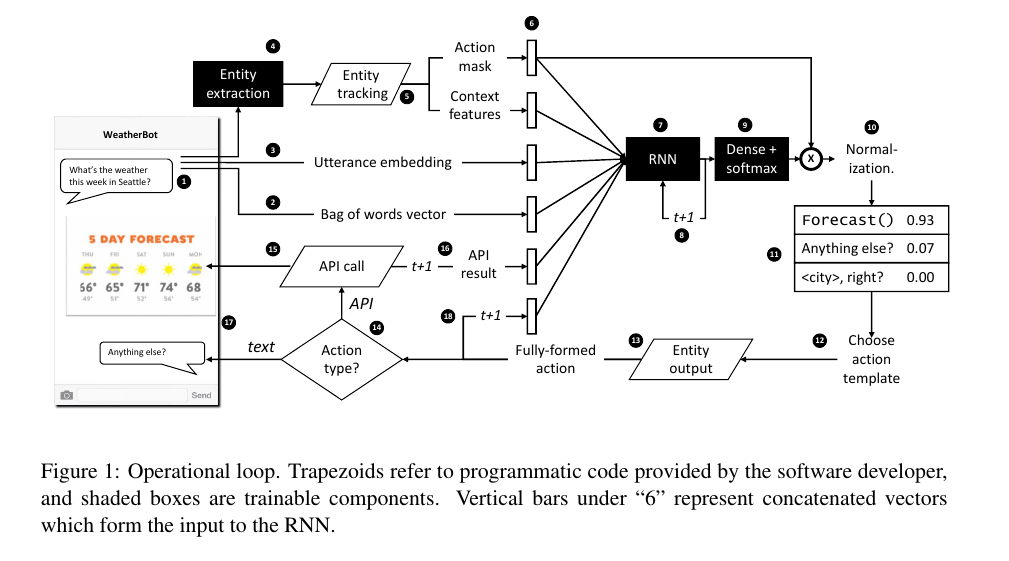 6
4
Action
mask
Entity
extraction
Entity
tracking
5
Context
features
WeatherBot
What's the weather
this week in Seattle?
1
3
Utterance embedding
2
Bag of words vector
7
RNN
t+1
8
9
Dense +
softmax
X
10
Normal-
ization.
11
Forecast() 0.93
Anything else? 0.07
<city>, right? 0.00
5 DAY FORECAST
THU FRI SAT SUN MON
66° 65° 71° 74° 68
49° 51° 52° 56° 54°
15
API call
16
t+1
API
result
API
18
t+1
17
14
text
Action
type?
Fully-formed
action
13
Entity
output
12
Choose
action
template
Anything else?
Send
Figure 1: Operational loop. Trapezoids refer to programmatic code provided by the software developer,
and shaded boxes are trainable components. Vertical bars under “6” represent concatenated vectors
which form the input to the RNN.